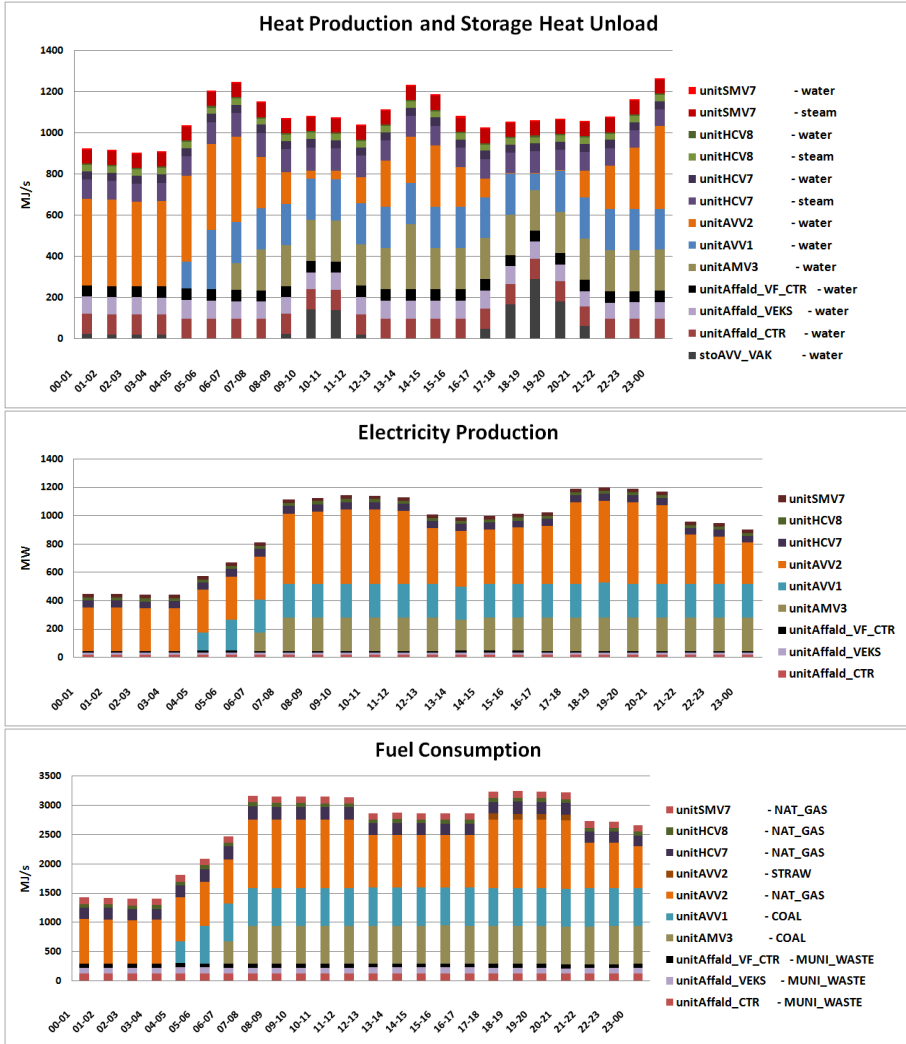 Heat Production and Storage Heat Unload
1400
1200
1000
800
600
400
200
0
MJ/s
00-01 01-02 02-03 03-04 04-05 05-06 06-07 07-08 08-09 09-10 10-11 11-12 12-13 13-14 14-15 15-16 16-17 17-18 18-19 19-20 20-21 21-22 22-23 23-00
unitSMV7 - water
unitSMV7 - steam
unitHCV8 - water
unitHCV8 - steam
unitHCV7 - water
unitHCV7 - steam
unitAVV2 - water
unitAVV1 - water
unitAMV3 - water
unitAffald_VF_CTR - water
unitAffald_VEKS - water
unitAffald_CTR - water
stoAVV_VAK - water
Electricity Production
1400
1200
1000
800
600
400
200
0
MW
00-01 01-02 02-03 03-04 04-05 05-06 06-07 07-08 08-09 09-10 10-11 11-12 12-13 13-14 14-15 15-16 16-17 17-18 18-19 19-20 20-21 21-22 22-23 23-00
unitSMV7
unitHCV8
unitHCV7
unitAVV2
unitAVV1
unitAMV3
unitAffald_VF_CTR
unitAffald_VEKS
unitAffald_CTR
Fuel Consumption
3500
3000
2500
2000
1500
1000
500
0
MJ/s
00-01 01-02 02-03 03-04 04-05 05-06 06-07 07-08 08-09 09-10 10-11 11-12 12-13 13-14 14-15 15-16 16-17 17-18 18-19 19-20 20-21 21-22 22-23 23-00
unitSMV7 - NAT_GAS
unitHCV8 - NAT_GAS
unitHCV7 - NAT_GAS
unitAVV2 - STRAW
unitAVV2 - NAT_GAS
unitAVV1 - COAL
unitAMV3 - COAL
unitAffald_VF_CTR - MUNI_WASTE
unitAffald_VEKS - MUNI_WASTE
unitAffald_CTR - MUNI_WASTE